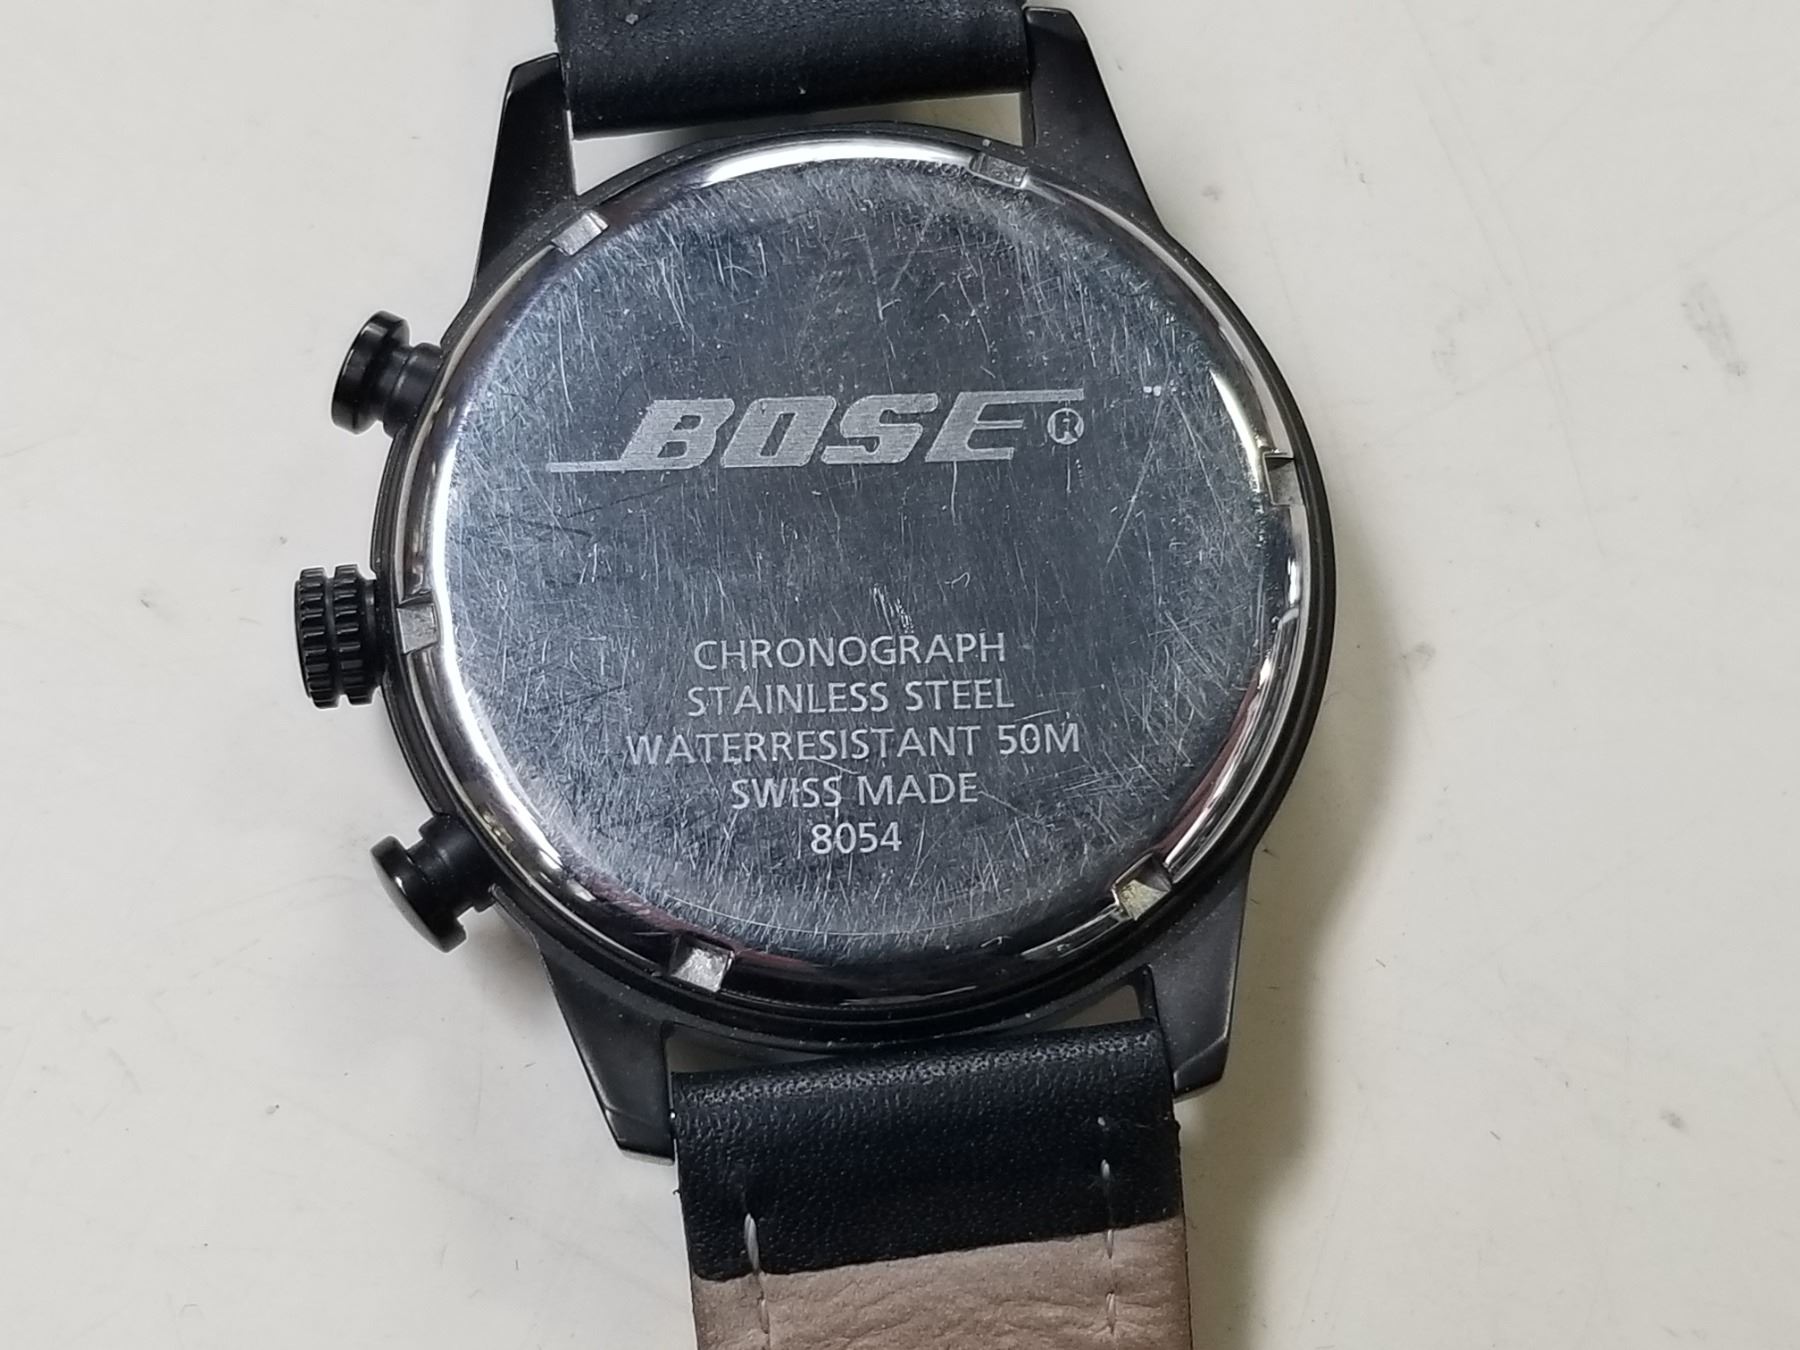 BOSE®
CHRONOGRAPH
STAINLESS STEEL
WATERRESISTANT 50M
SWISS MADE
8054